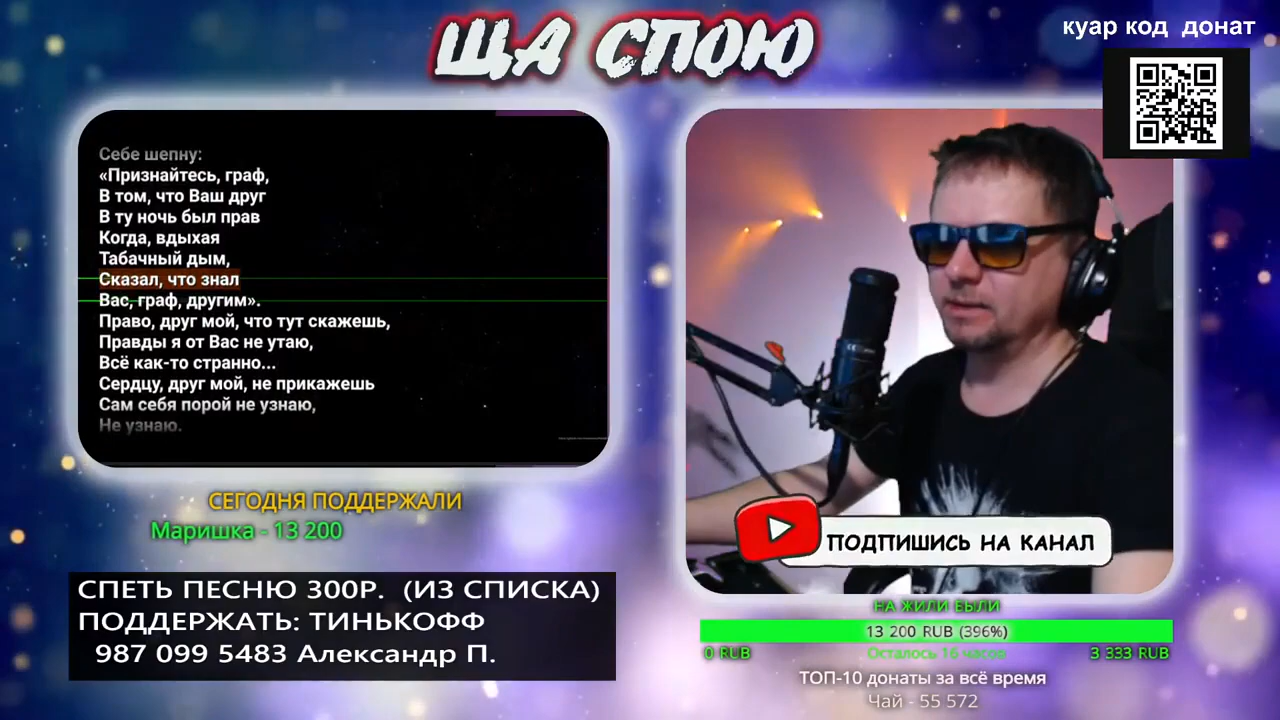 ЩА СПОЮ
куар код донат
Себе шепну:
«Признайтесь, граф,
В том, что Ваш друг
В ту ночь был прав
Когда, вдыхая
Табачный дым,
Сказал, что знал
Вас, граф, другим».
Право, друг мой, что тут скажешь,
Правды я от Вас не утаю,
Всё как-то странно...
Сердцу, друг мой, не прикажешь
Сам себя порой не узнаю,
Не узнаю.
СЕГОДНЯ ПОДДЕРЖАЛИ
Маришка - 13 200
СПЕТЬ ПЕСНЮ 300Р. (ИЗ СПИСКА)
ПОДДЕРЖАТЬ: ТИНЬКОФФ
987 099 5483 Александр П.
ПОДПИШИСЬ НА КАНАЛ
НА ЖИЛИ БЫЛИ
13 200 RUB (396%)
0 RUB Осталось 16 часов 3 333 RUB
ТОП-10 донаты за всё время
Чай - 55 572